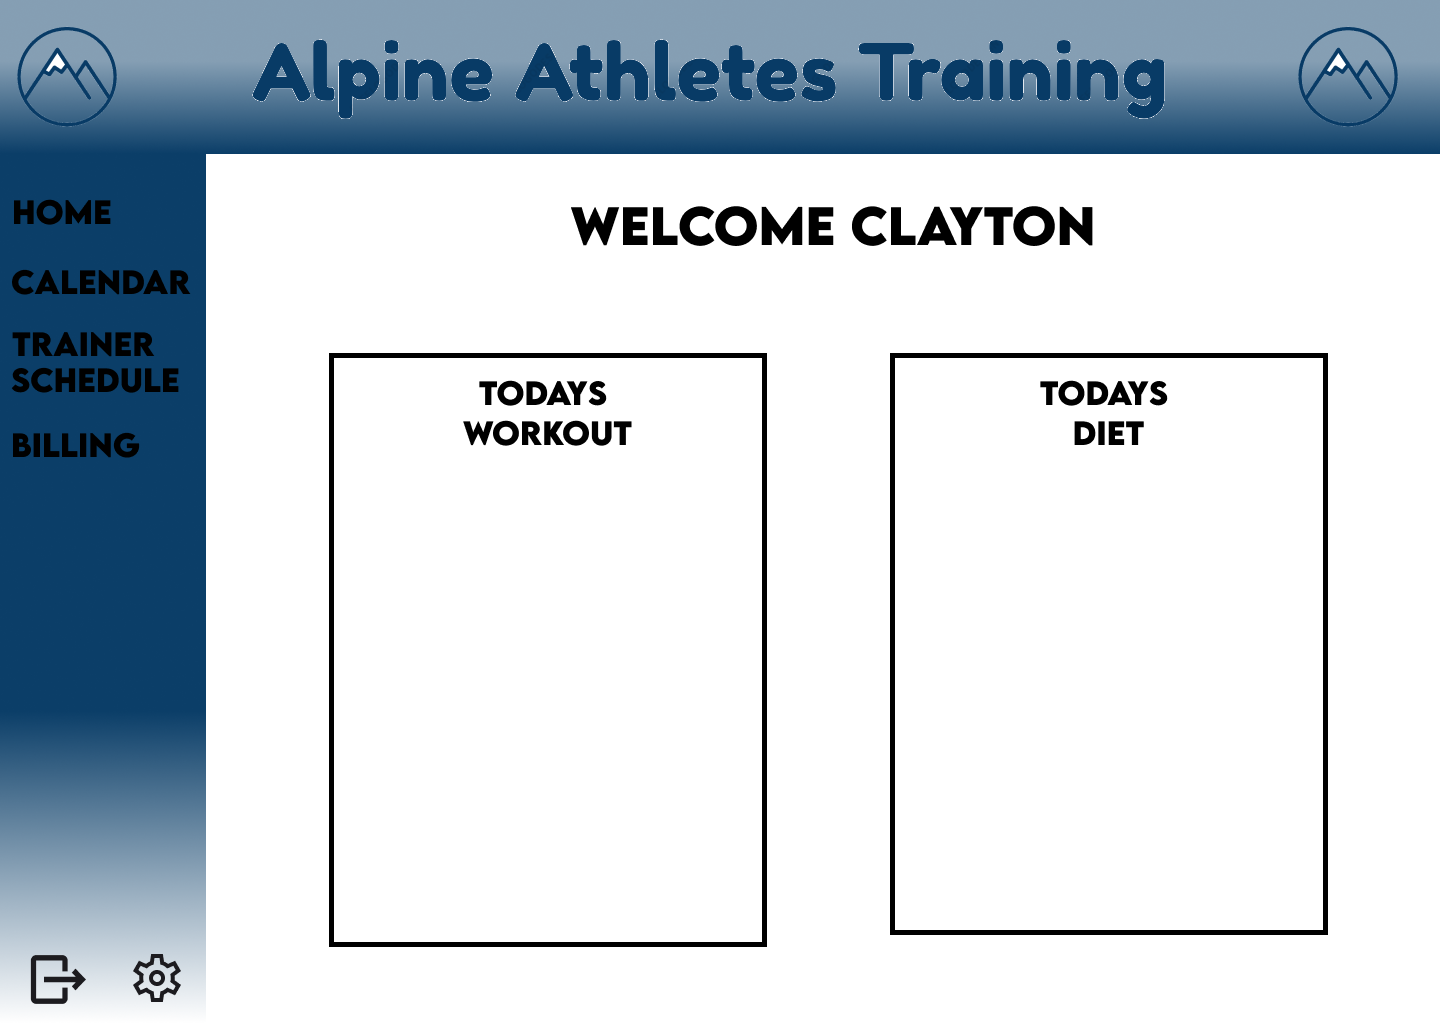 Alpine Athletes Training
HOME
CALENDAR
TRAINER
SCHEDULE
BILLING
WELCOME CLAYTON
TODAYS
WORKOUT
TODAYS
DIET